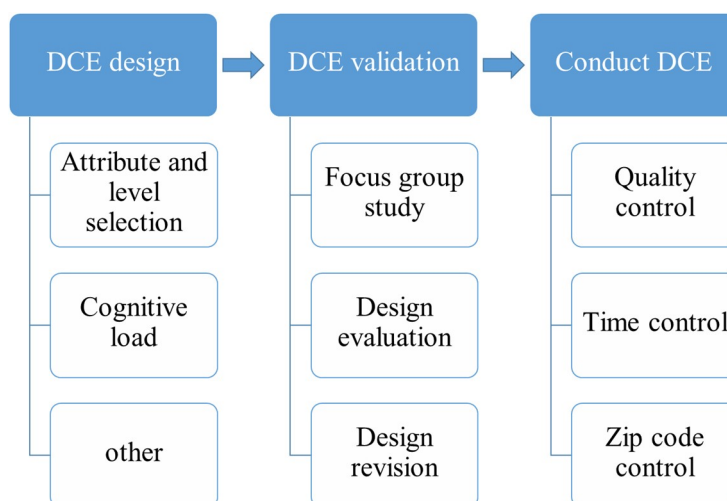 DCE design
DCE validation
Conduct DCE
Attribute and
level
selection
Focus group
study
Quality
control
Cognitive
load
Design
evaluation
Time control
other
Design
revision
Zip code
control